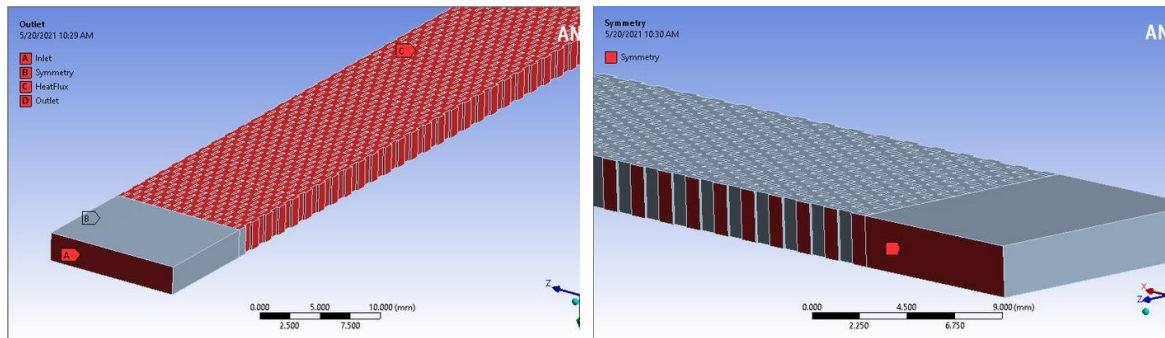 Outlet
5/20/2021 10:29 AM
A Inlet
B Symmetry
C HeatFlux
D Outlet
AN
C
B
A
Z
0.000 5.000 10.000 (mm)
2.500 7.500
Symmetry
5/20/2021 10:30 AM
Symmetry
AN
X
Z
0.000 4.500 9.000 (mm)
2.250 6.750